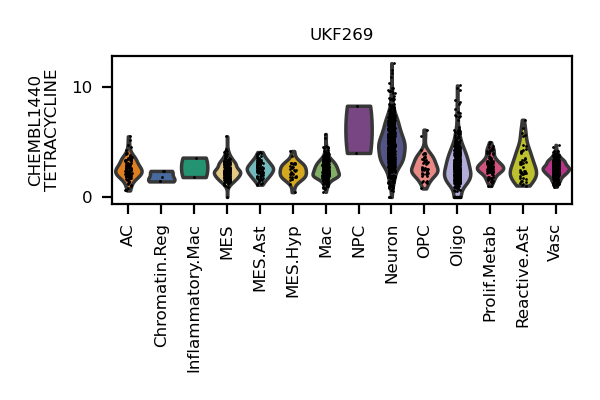 UKF269
CHEMBL1440
TETRACYCLINE
10
0
AC
Chromatin.Reg
Inflammatory.Mac
MES
MES.Ast
MES.Hyp
Mac
NPC
Neuron
OPC
Oligo
Prolif.Metab
Reactive.Ast
Vasc